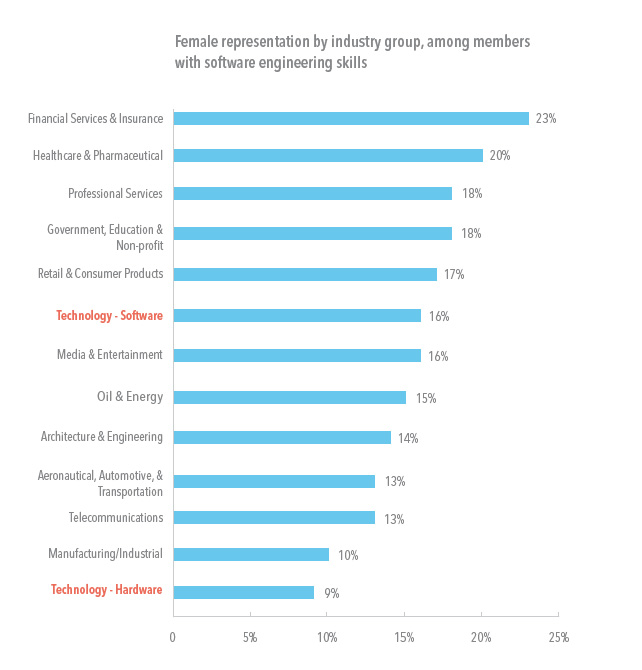 Female representation by industry group, among members
with software engineering skills
Financial Services & Insurance 23%
Healthcare & Pharmaceutical 20%
Professional Services 18%
Government, Education &
Non-profit 18%
Retail & Consumer Products 17%
Technology - Software 16%
Media & Entertainment 16%
Oil & Energy 15%
Architecture & Engineering 14%
Aeronautical, Automotive, &
Transportation 13%
Telecommunications 13%
Manufacturing/Industrial 10%
Technology - Hardware 9%
0 5% 10% 15% 20% 25%